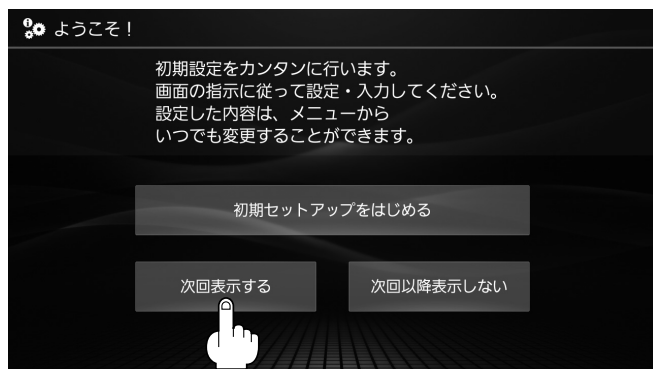 ようこそ！
初期設定をカンタンに行います。
画面の指示に従って設定・入力してください。
設定した内容は、メニューから
いつでも変更することができます。
初期セットアップをはじめる
次回表示する
次回以降表示しない